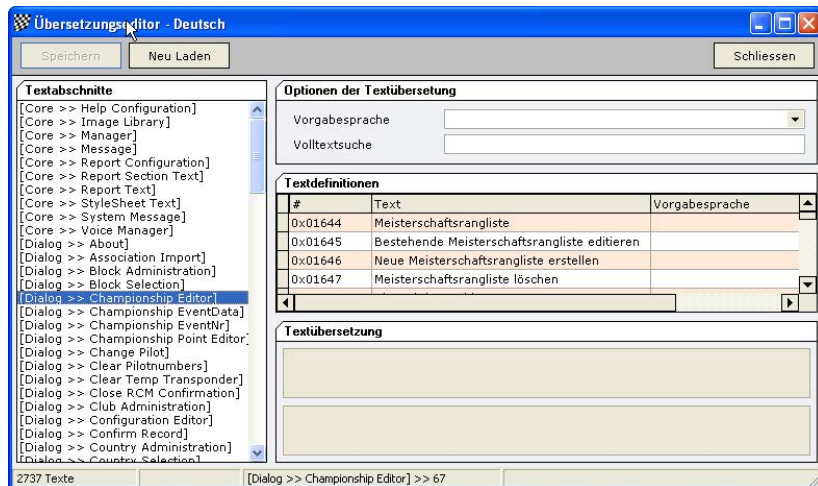 Übersetzungseditor - Deutsch
Speichern
Neu Laden
Schliessen
Textabschnitte
[Core >> Help Configuration]
[Core >> Image Library]
[Core >> Manager]
[Core >> Message]
[Core >> Report Configuration]
[Core >> Report Section Text]
[Core >> Report Text]
[Core >> StyleSheet Text]
[Core >> System Message]
[Core >> Voice Manager]
[Dialog >> About]
[Dialog >> Association Import]
[Dialog >> Block Administration]
[Dialog >> Block Selection]
[Dialog >> Championship Editor]
[Dialog >> Championship EventData]
[Dialog >> Championship EventNr]
[Dialog >> Championship Point Editor]
[Dialog >> Change Pilot]
[Dialog >> Clear Pilotnumbers]
[Dialog >> Clear Temp Transponder]
[Dialog >> Close RCM Confirmation]
[Dialog >> Club Administration]
[Dialog >> Configuration Editor]
[Dialog >> Confirm Record]
[Dialog >> Country Administration]
[Dialog >> Country Selection]
Optionen der Textübersetung
Vorgabesprache
Volltextsuche
Textdefinitionen
# Text Vorgabesprache
0x01644 Meisterschaftsrangliste
0x01645 Bestehende Meisterschaftsrangliste editieren
0x01646 Neue Meisterschaftsrangliste erstellen
0x01647 Meisterschaftsrangliste löschen
Textübersetzung
2737 Texte
[Dialog >> Championship Editor] >> 67